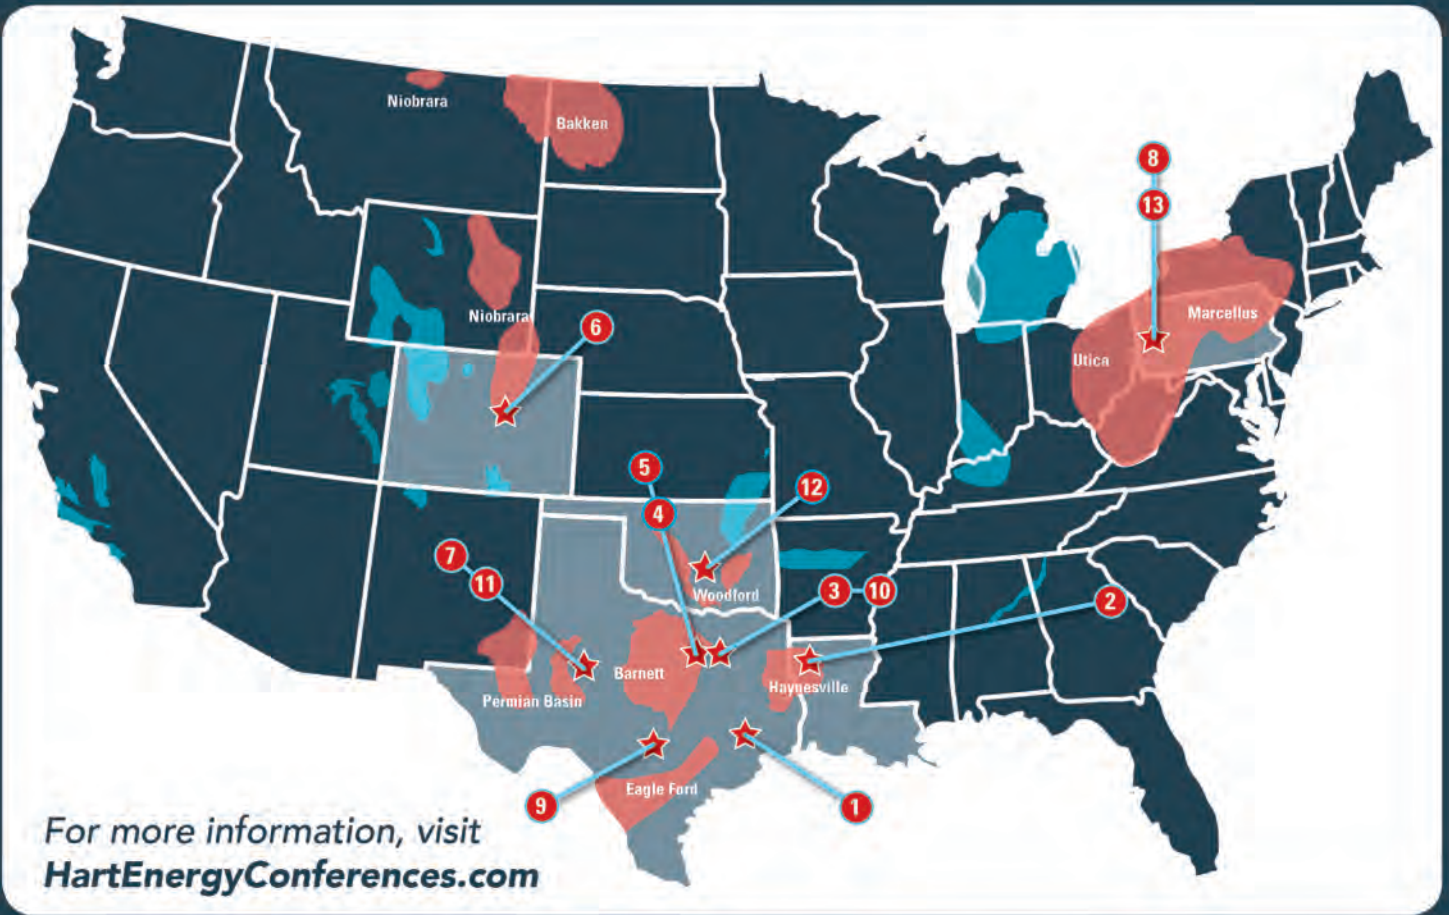 Niobrara
Bakken
8
13
Niobrara
6
Marcellus
Utica
5
4
12
7
11
Woodford
3
10
2
Barnett
Permian Basin
Haynesville
9
Eagle Ford
1
For more information, visit
HartEnergyConferences.com